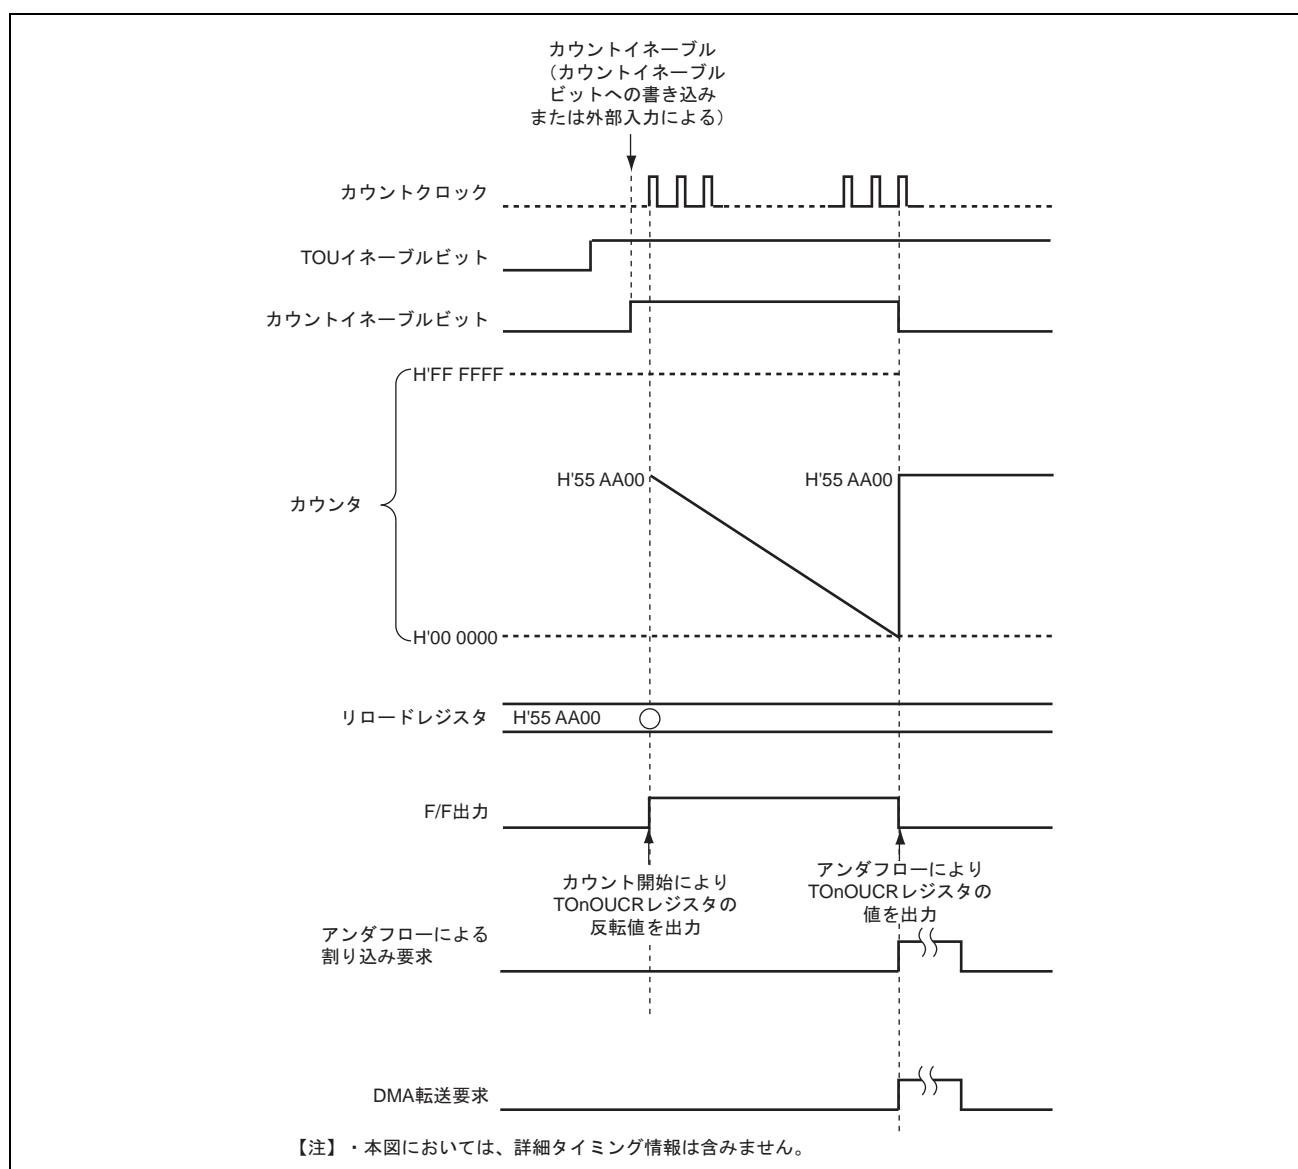 カウントイネーブル
（カウントイネーブル
ビットへの書き込み
または外部入力による）
カウントクロック
TOUイネーブルビット
カウントイネーブルビット
H'FF FFFF
H'55 AA00
H'55 AA00
カウンタ
H'00 0000
リロードレジスタ
H'55 AA00
F/F出力
カウント開始により
TOnOUCRレジスタの
反転値を出力
アンダフローにより
TOnOUCRレジスタの
値を出力
アンダフローによる
割り込み要求
DMA転送要求
【注】・本図においては、詳細タイミング情報は含みません。